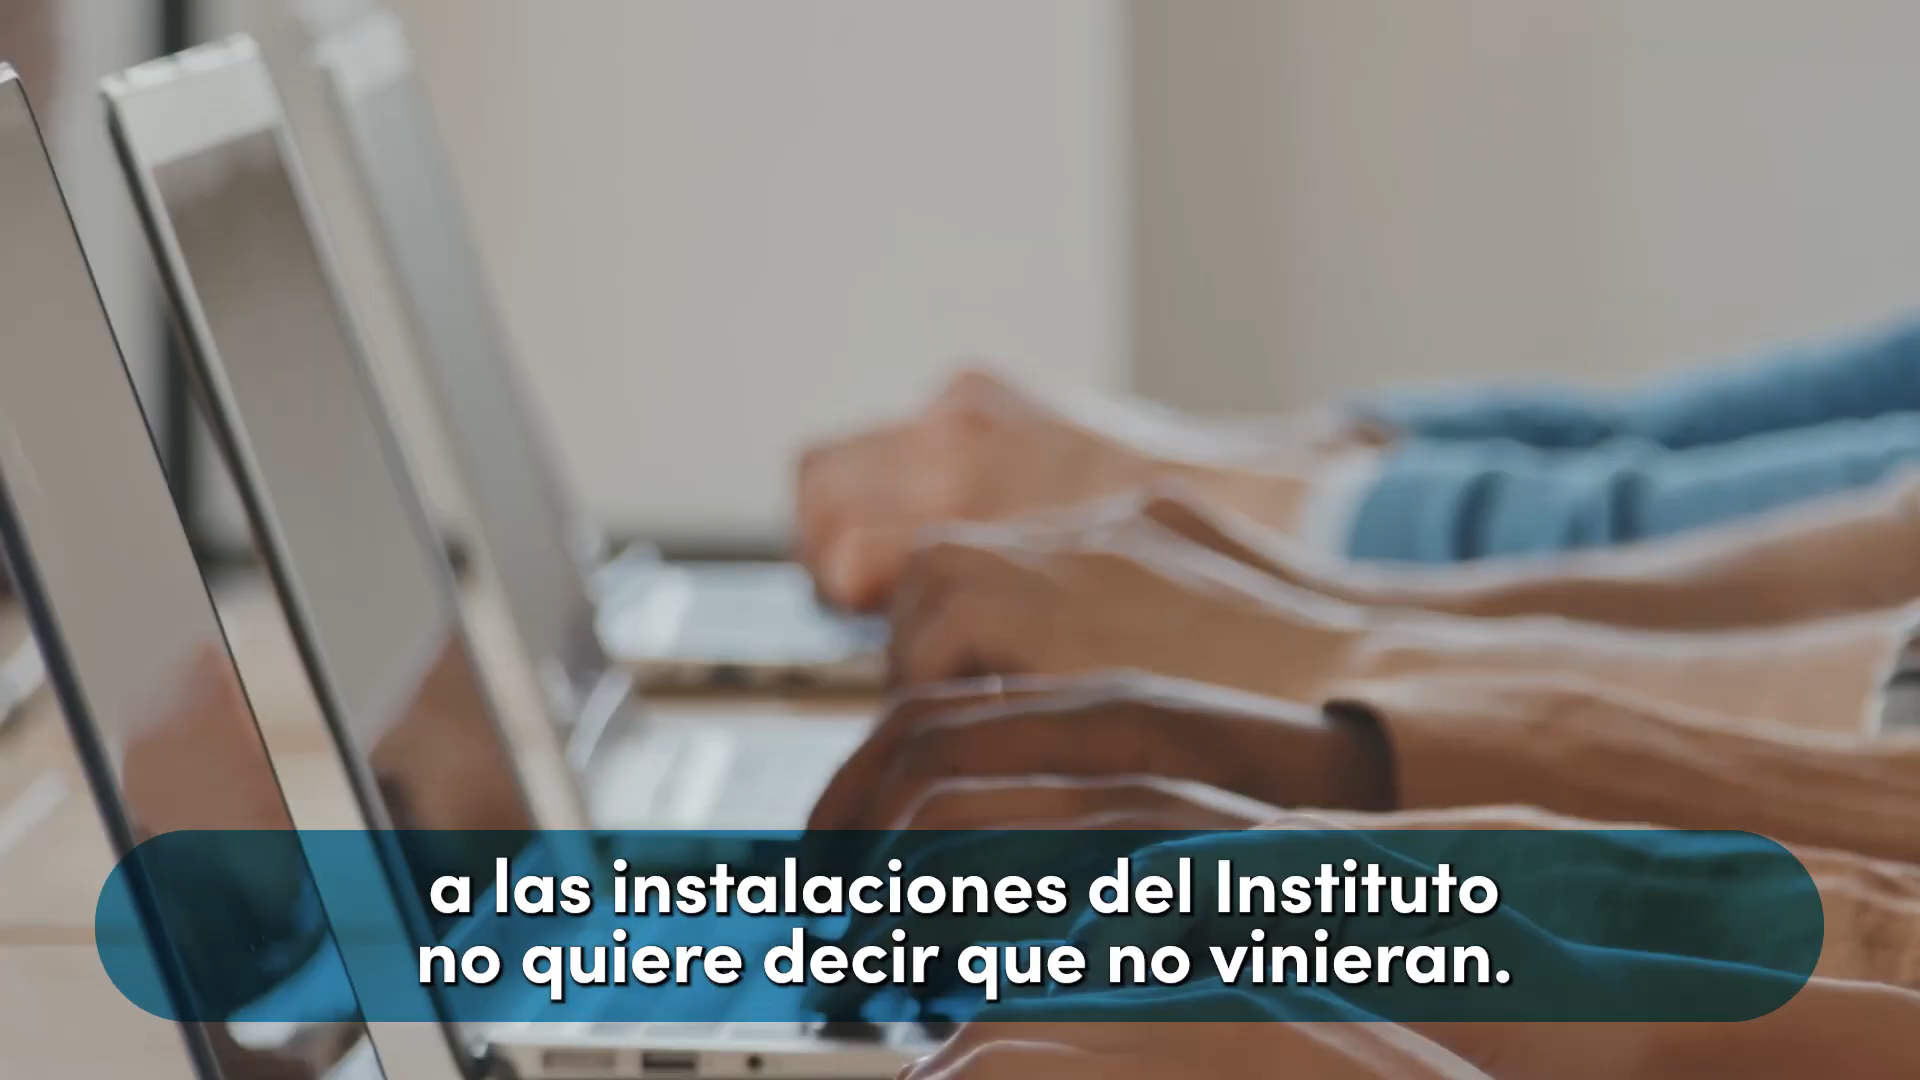 a las instalaciones del Instituto
no quiere decir que no vinieran.